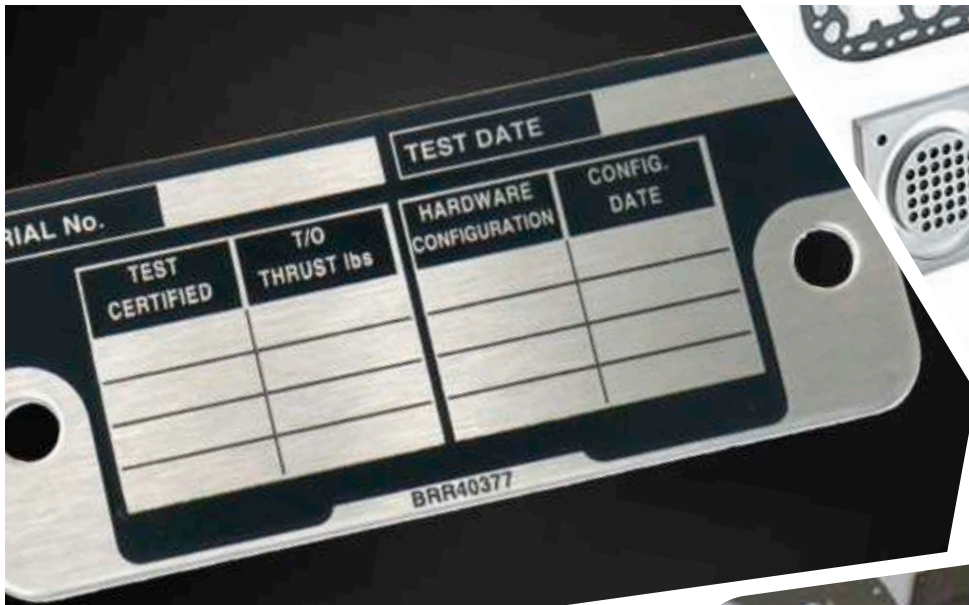 TEST DATE
RIAL No.
TEST
CERTIFIED
T/O
THRUST lbs
HARDWARE
CONFIGURATION
CONFIG.
DATE
BRR40377